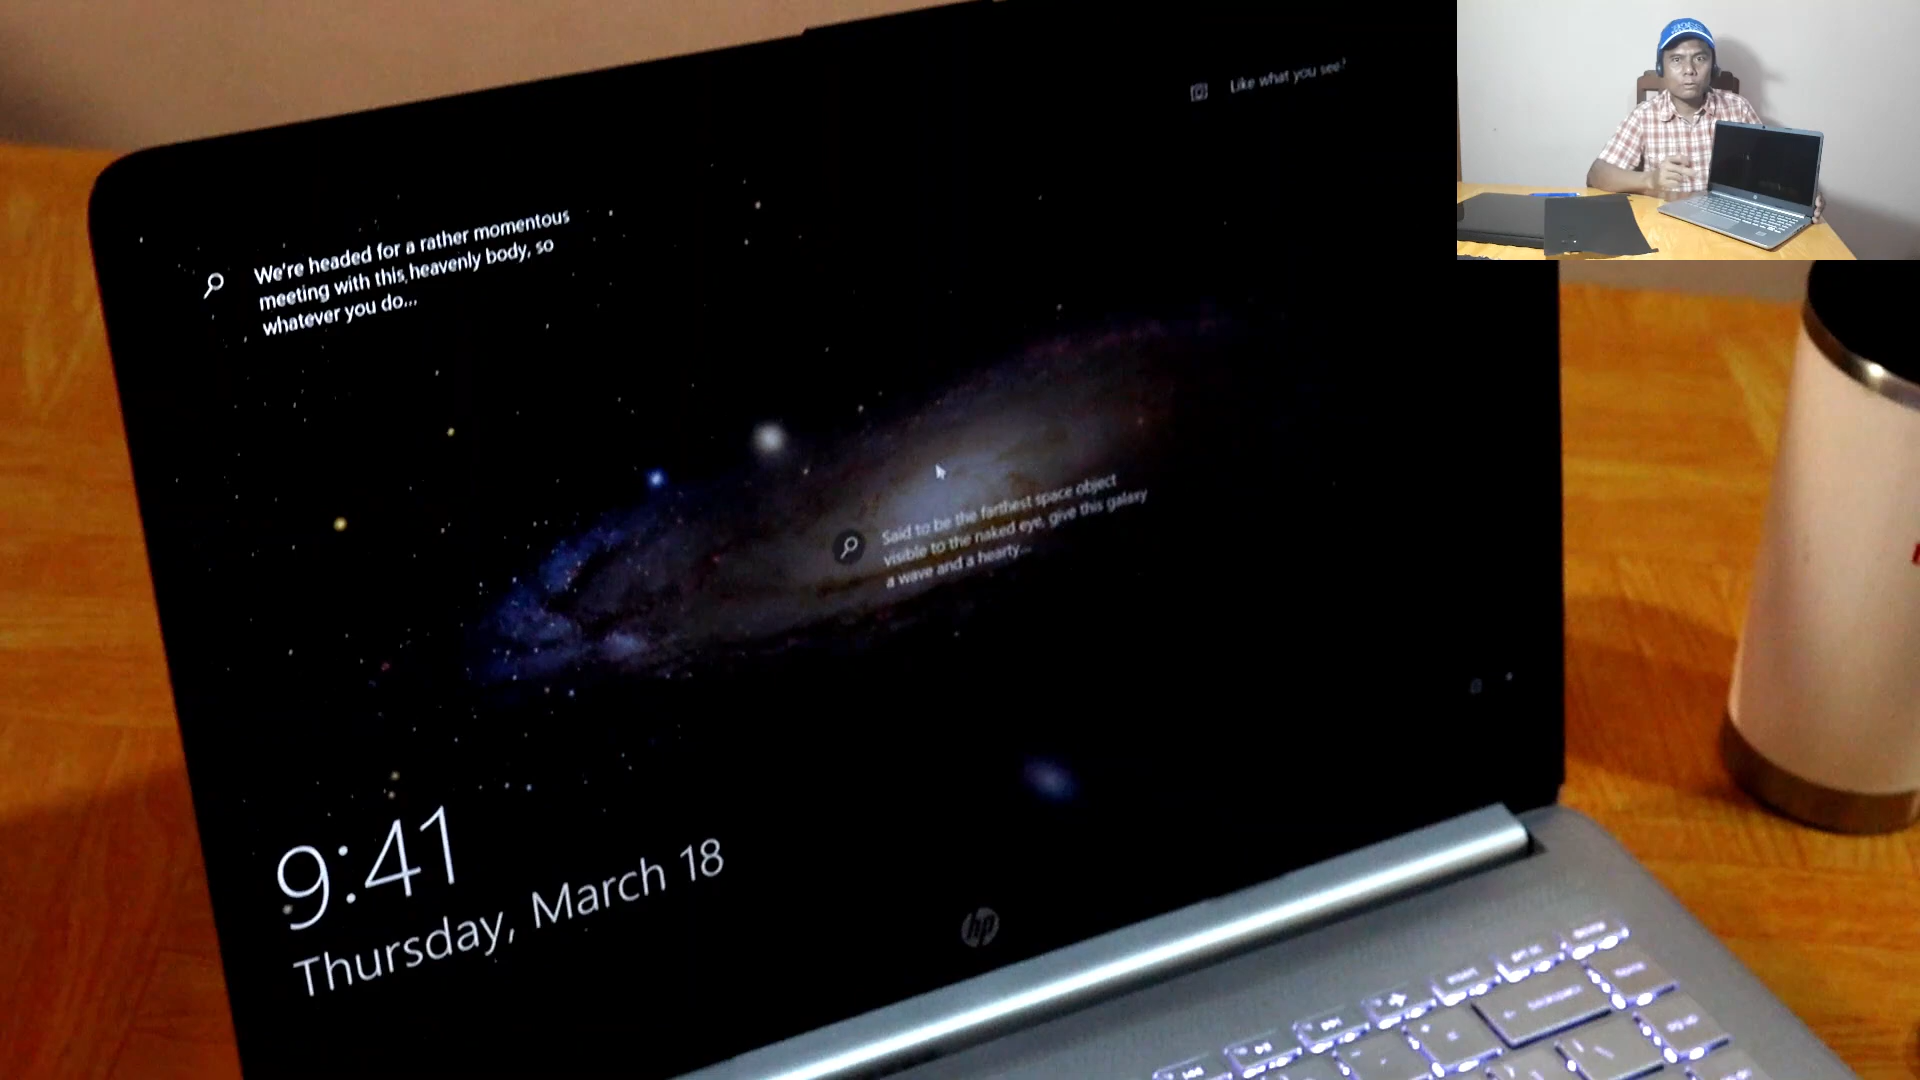 Like what you see?
We're headed for a rather momentous
meeting with this heavenly body, so
whatever you do...
Said to be the farthest space object
visible to the naked eye, give this galaxy
a wave and a hearty...
9:41
Thursday, March 18
hp